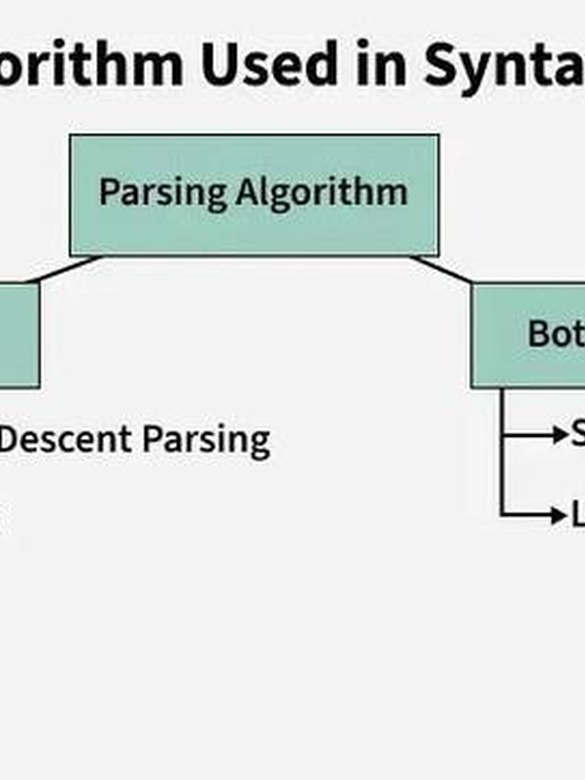 orithm Used in Synta
Parsing Algorithm
Bot
Descent Parsing
S
L